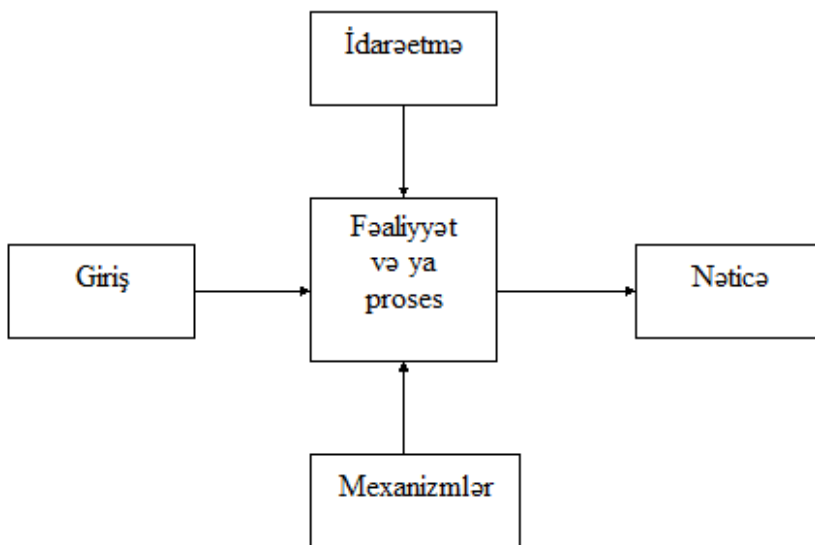 İdarəetmə
Fəaliyyət
və ya
proses
Giriş
Nəticə
Mexanizmlər